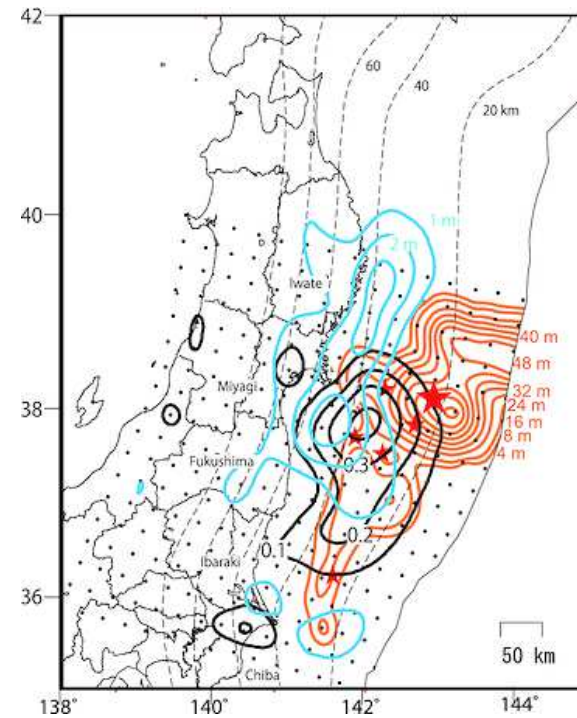 42
60
40
20 km
40
1 m
2 m
Iwate
40 m
48 m
Miyagi
32 m
24 m
38
16 m
8 m
Fukushima
4 m
0.3
0.2
0.1
Ibaraki
36
50 km
Chiba
138°
140°
142°
144°